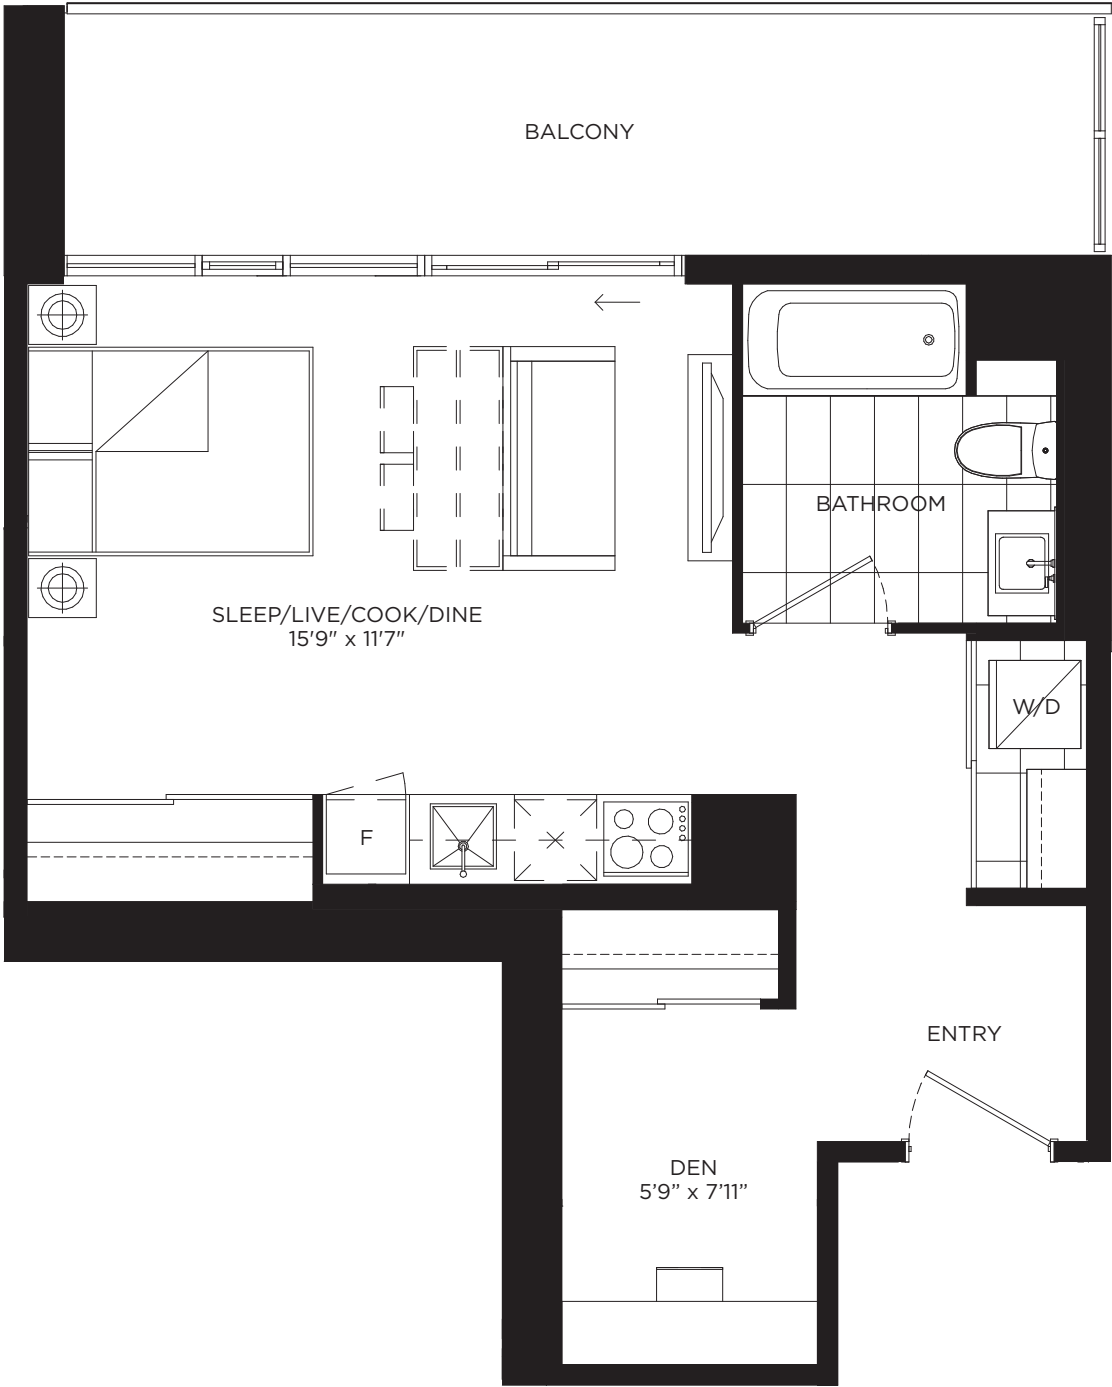 BALCONY
BATHROOM
SLEEP/LIVE/COOK/DINE
15'9" x 11'7"
W/D
F
ENTRY
DEN
5’9” x 7’11”